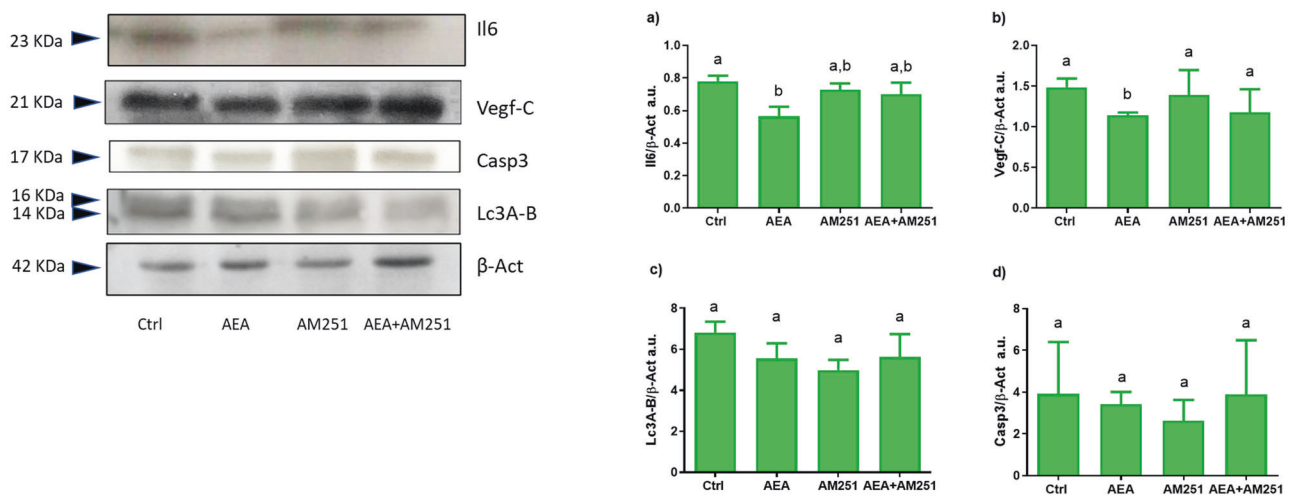 23 KDa
Il6
21 KDa
Vegf-C
17 KDa
Casp3
16 KDa
14 KDa
Lc3A-B
42 KDa
β-Act
Ctrl AEA AM251 AEA+AM251
a)
Il6/β-Act a.u.
1.0
0.8
0.6
0.4
0.2
0.0
a b a,b a,b
Ctrl AEA AM251 AEA+AM251
b)
Vegf-C/β-Act a.u.
2.0
1.5
1.0
0.5
0.0
a b a a
Ctrl AEA AM251 AEA+AM251
c)
Lc3A-B/β-Act a.u.
8
6
4
2
0
a a a a
Ctrl AEA AM251 AEA+AM251
d)
Casp3/β-Act a.u.
8
6
4
2
0
a a a a
Ctrl AEA AM251 AEA+AM251